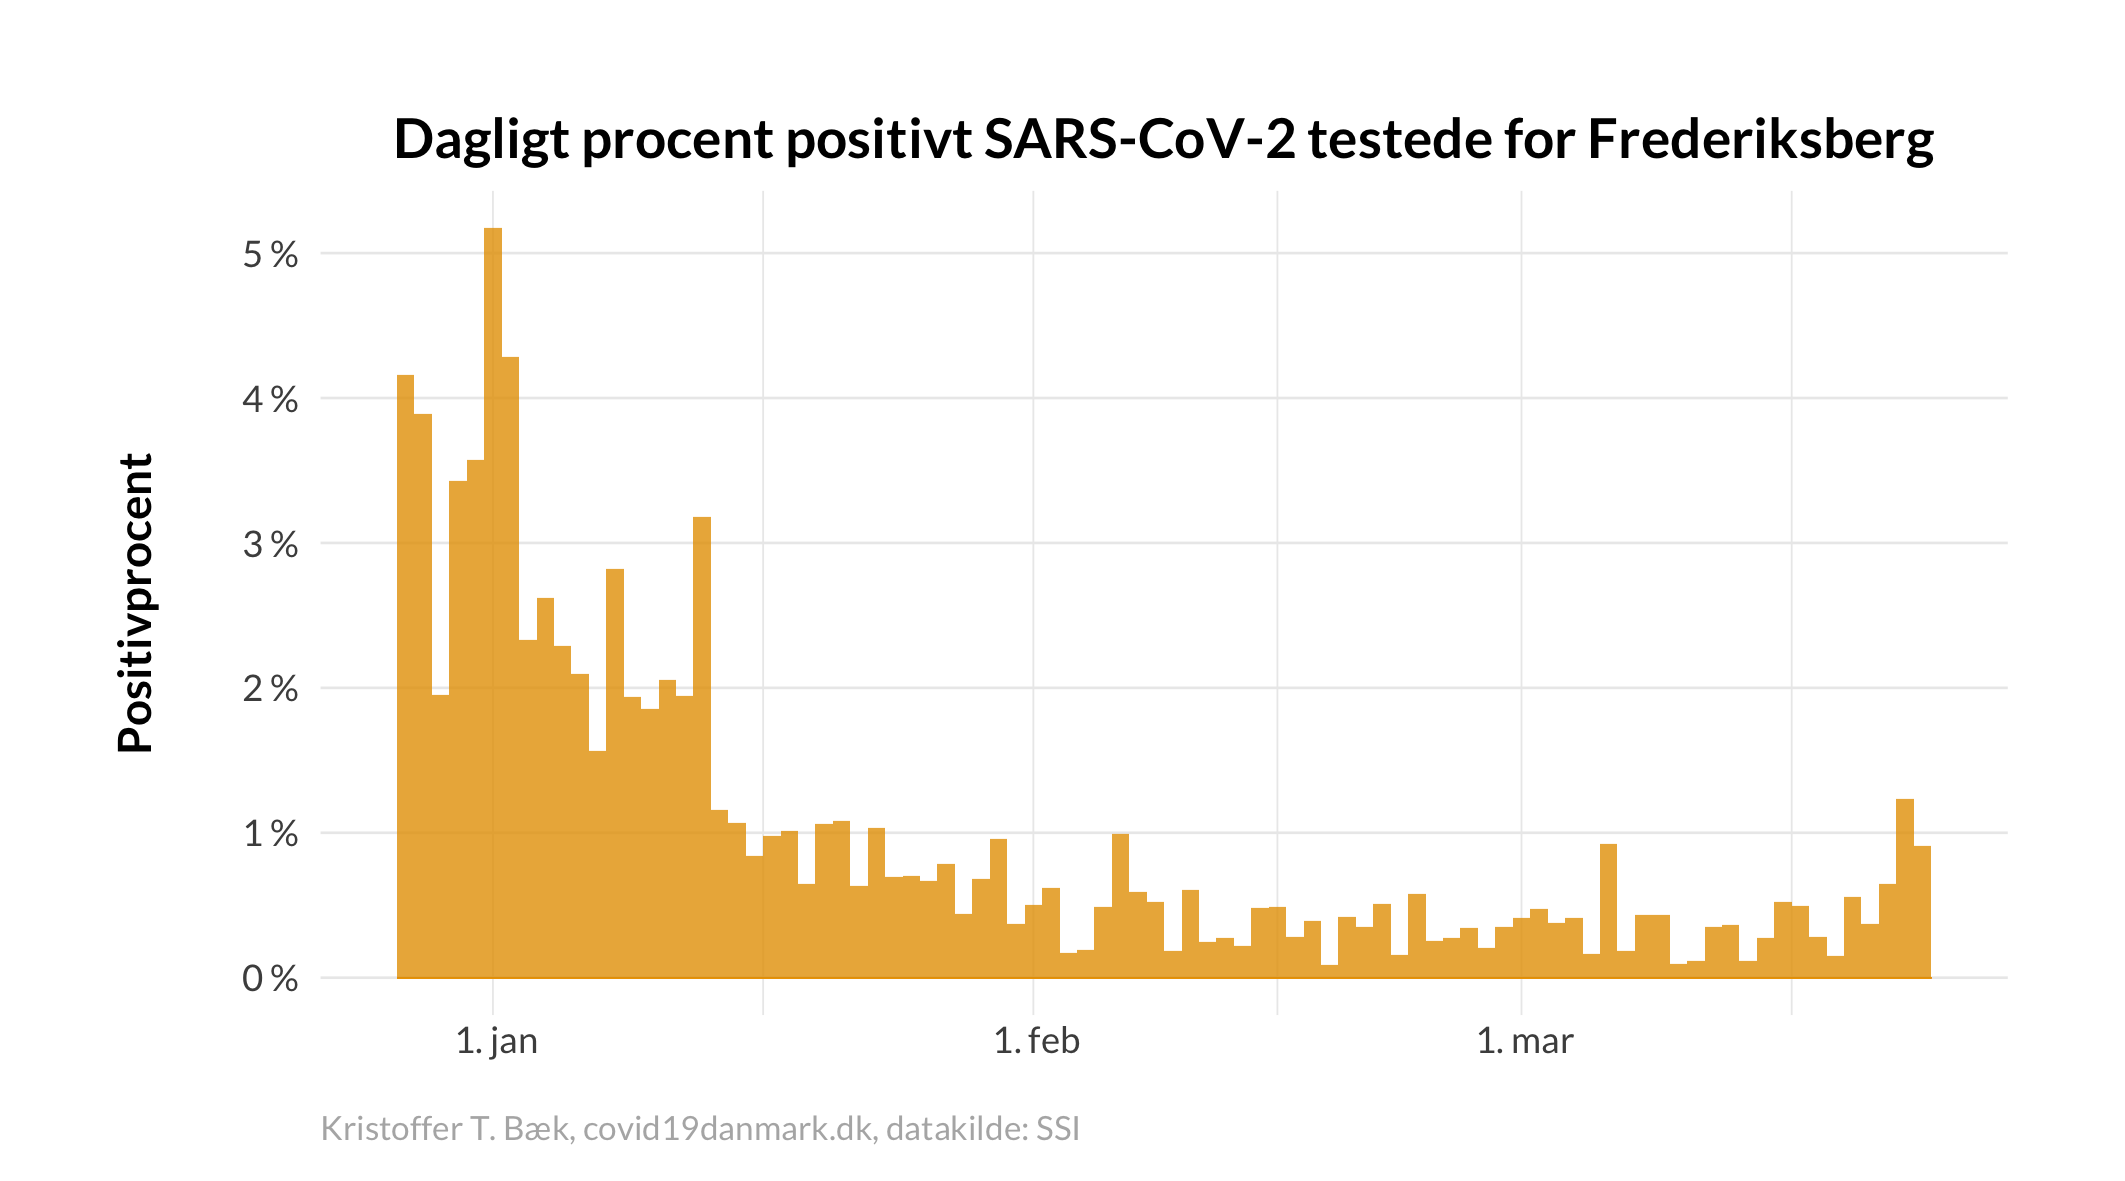 Dagligt procent positivt SARS-CoV-2 testede for Frederiksberg
Positivprocent
5 %
4 %
3 %
2 %
1 %
0 %
1. jan
1. feb
1. mar
Kristoffer T. Bæk, covid19danmark.dk, datakilde: SSI